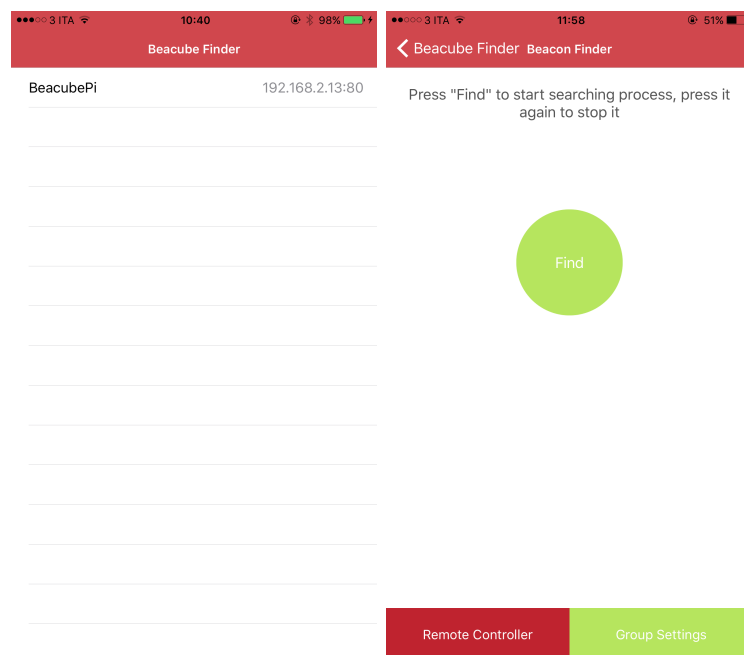 3 ITA 10:40 98%
Beacube Finder
BeacubePi 192.168.2.13:80
3 ITA 11:58 51%
Beacube Finder Beacon Finder
Press "Find" to start searching process, press it
again to stop it
Find
Remote Controller Group Settings